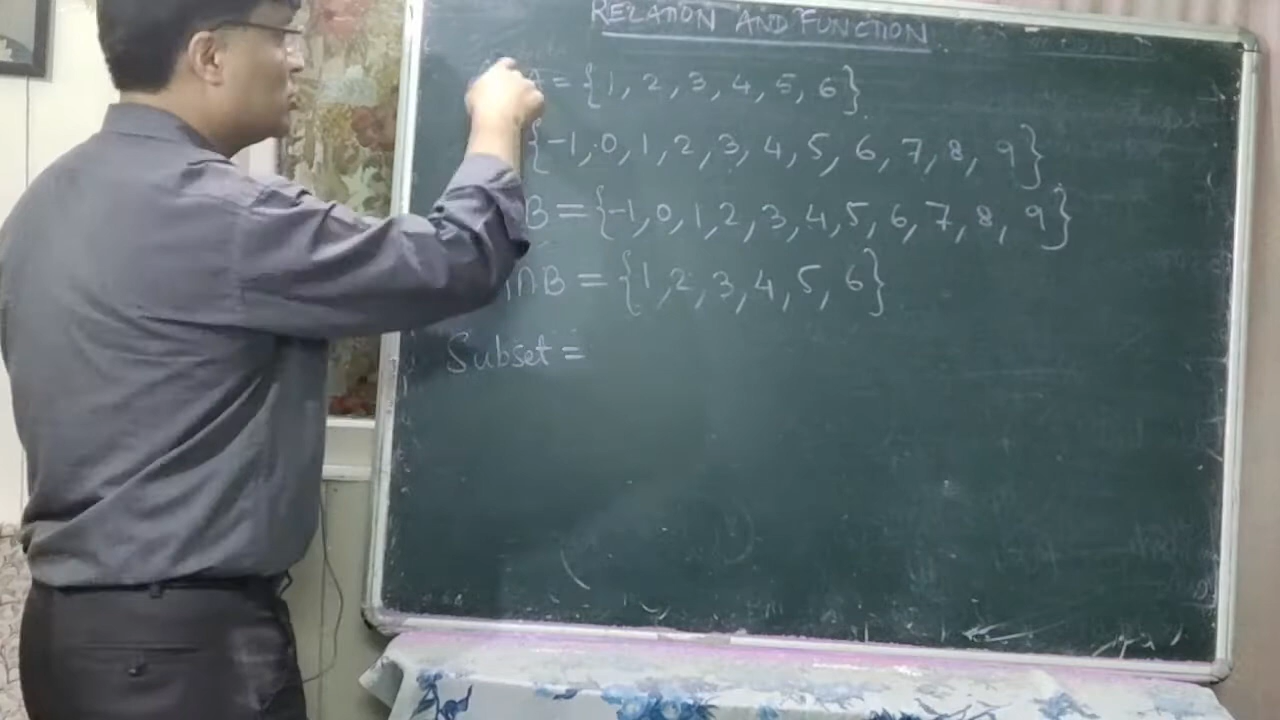 RELATION AND FUNCTION
A = {1, 2, 3, 4, 5, 6}
{-1, 0, 1, 2, 3, 4, 5, 6, 7, 8, 9}
B = {-1, 0, 1, 2, 3, 4, 5, 6, 7, 8, 9}
∩B = {1, 2, 3, 4, 5, 6}
Subset =